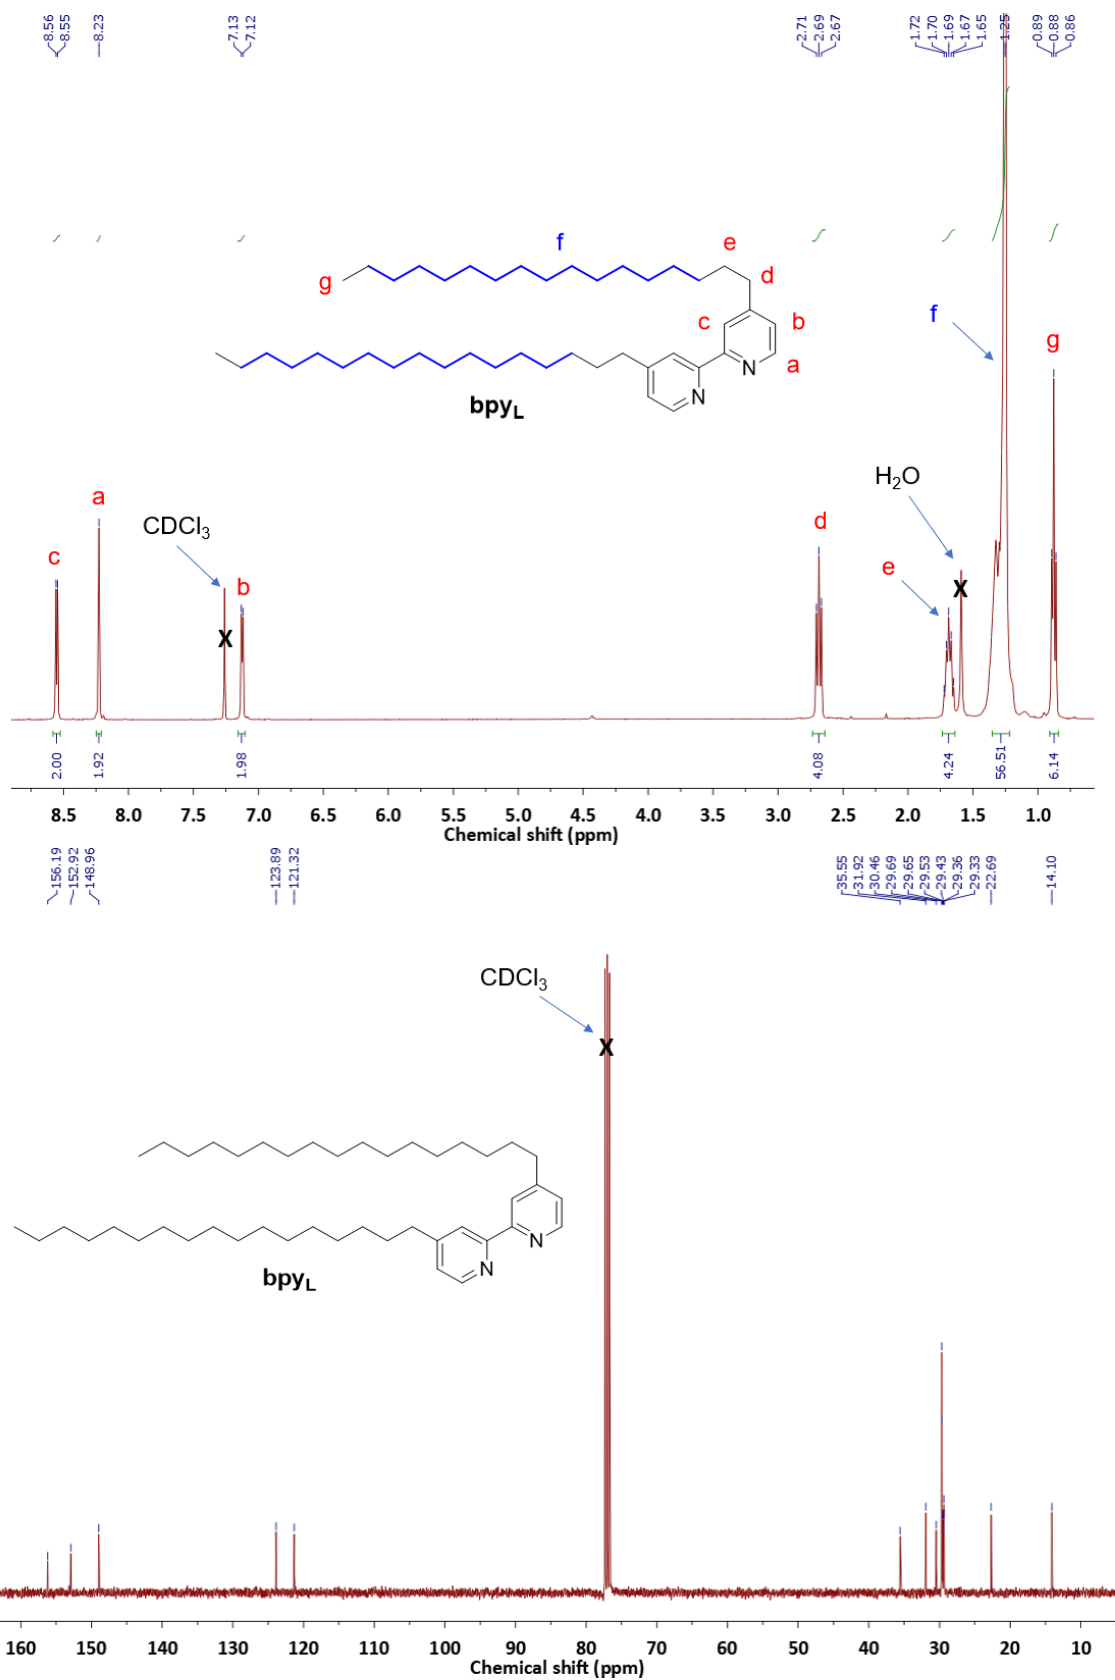 8.56
8.55
8.23
7.13
7.12
2.71
2.69
2.67
1.72
1.70
1.69
1.67
1.65
1.25
0.89
0.88
0.86
f
e
g
d
c
b
a
N
N
bpyL
f
g
H2O
a
CDCl3
c
b
X
d
e
X
2.00
1.92
1.98
4.08
4.24
56.51
6.14
8.5 8.0 7.5 7.0 6.5 6.0 5.5 5.0 4.5 4.0 3.5 3.0 2.5 2.0 1.5 1.0
Chemical shift (ppm)
156.19
152.92
148.96
123.89
121.32
35.55
31.92
30.46
29.69
29.65
29.53
29.43
29.36
29.33
22.69
14.10
CDCl3
X
N
N
bpyL
160 150 140 130 120 110 100 90 80 70 60 50 40 30 20 10
Chemical shift (ppm)